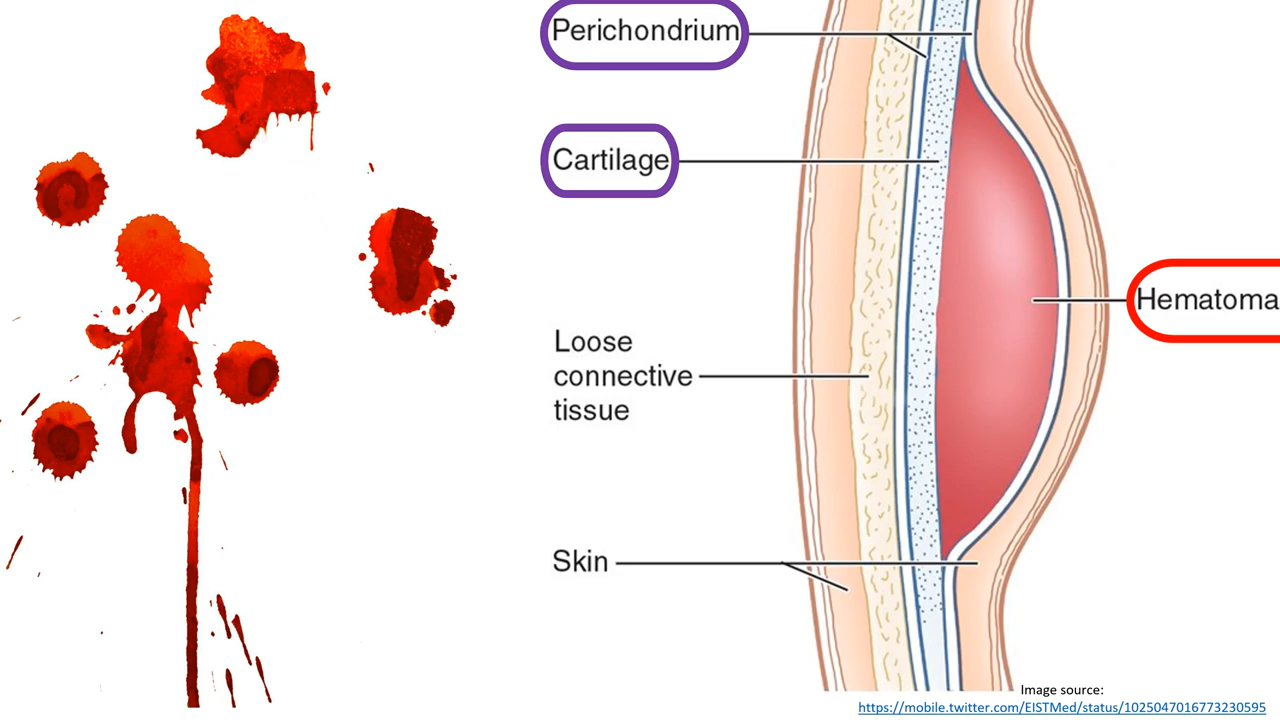 Perichondrium
Cartilage
Hematoma
Loose
connective
tissue
Skin
Image source:
https://mobile.twitter.com/EISTMed/status/1025047016773230595